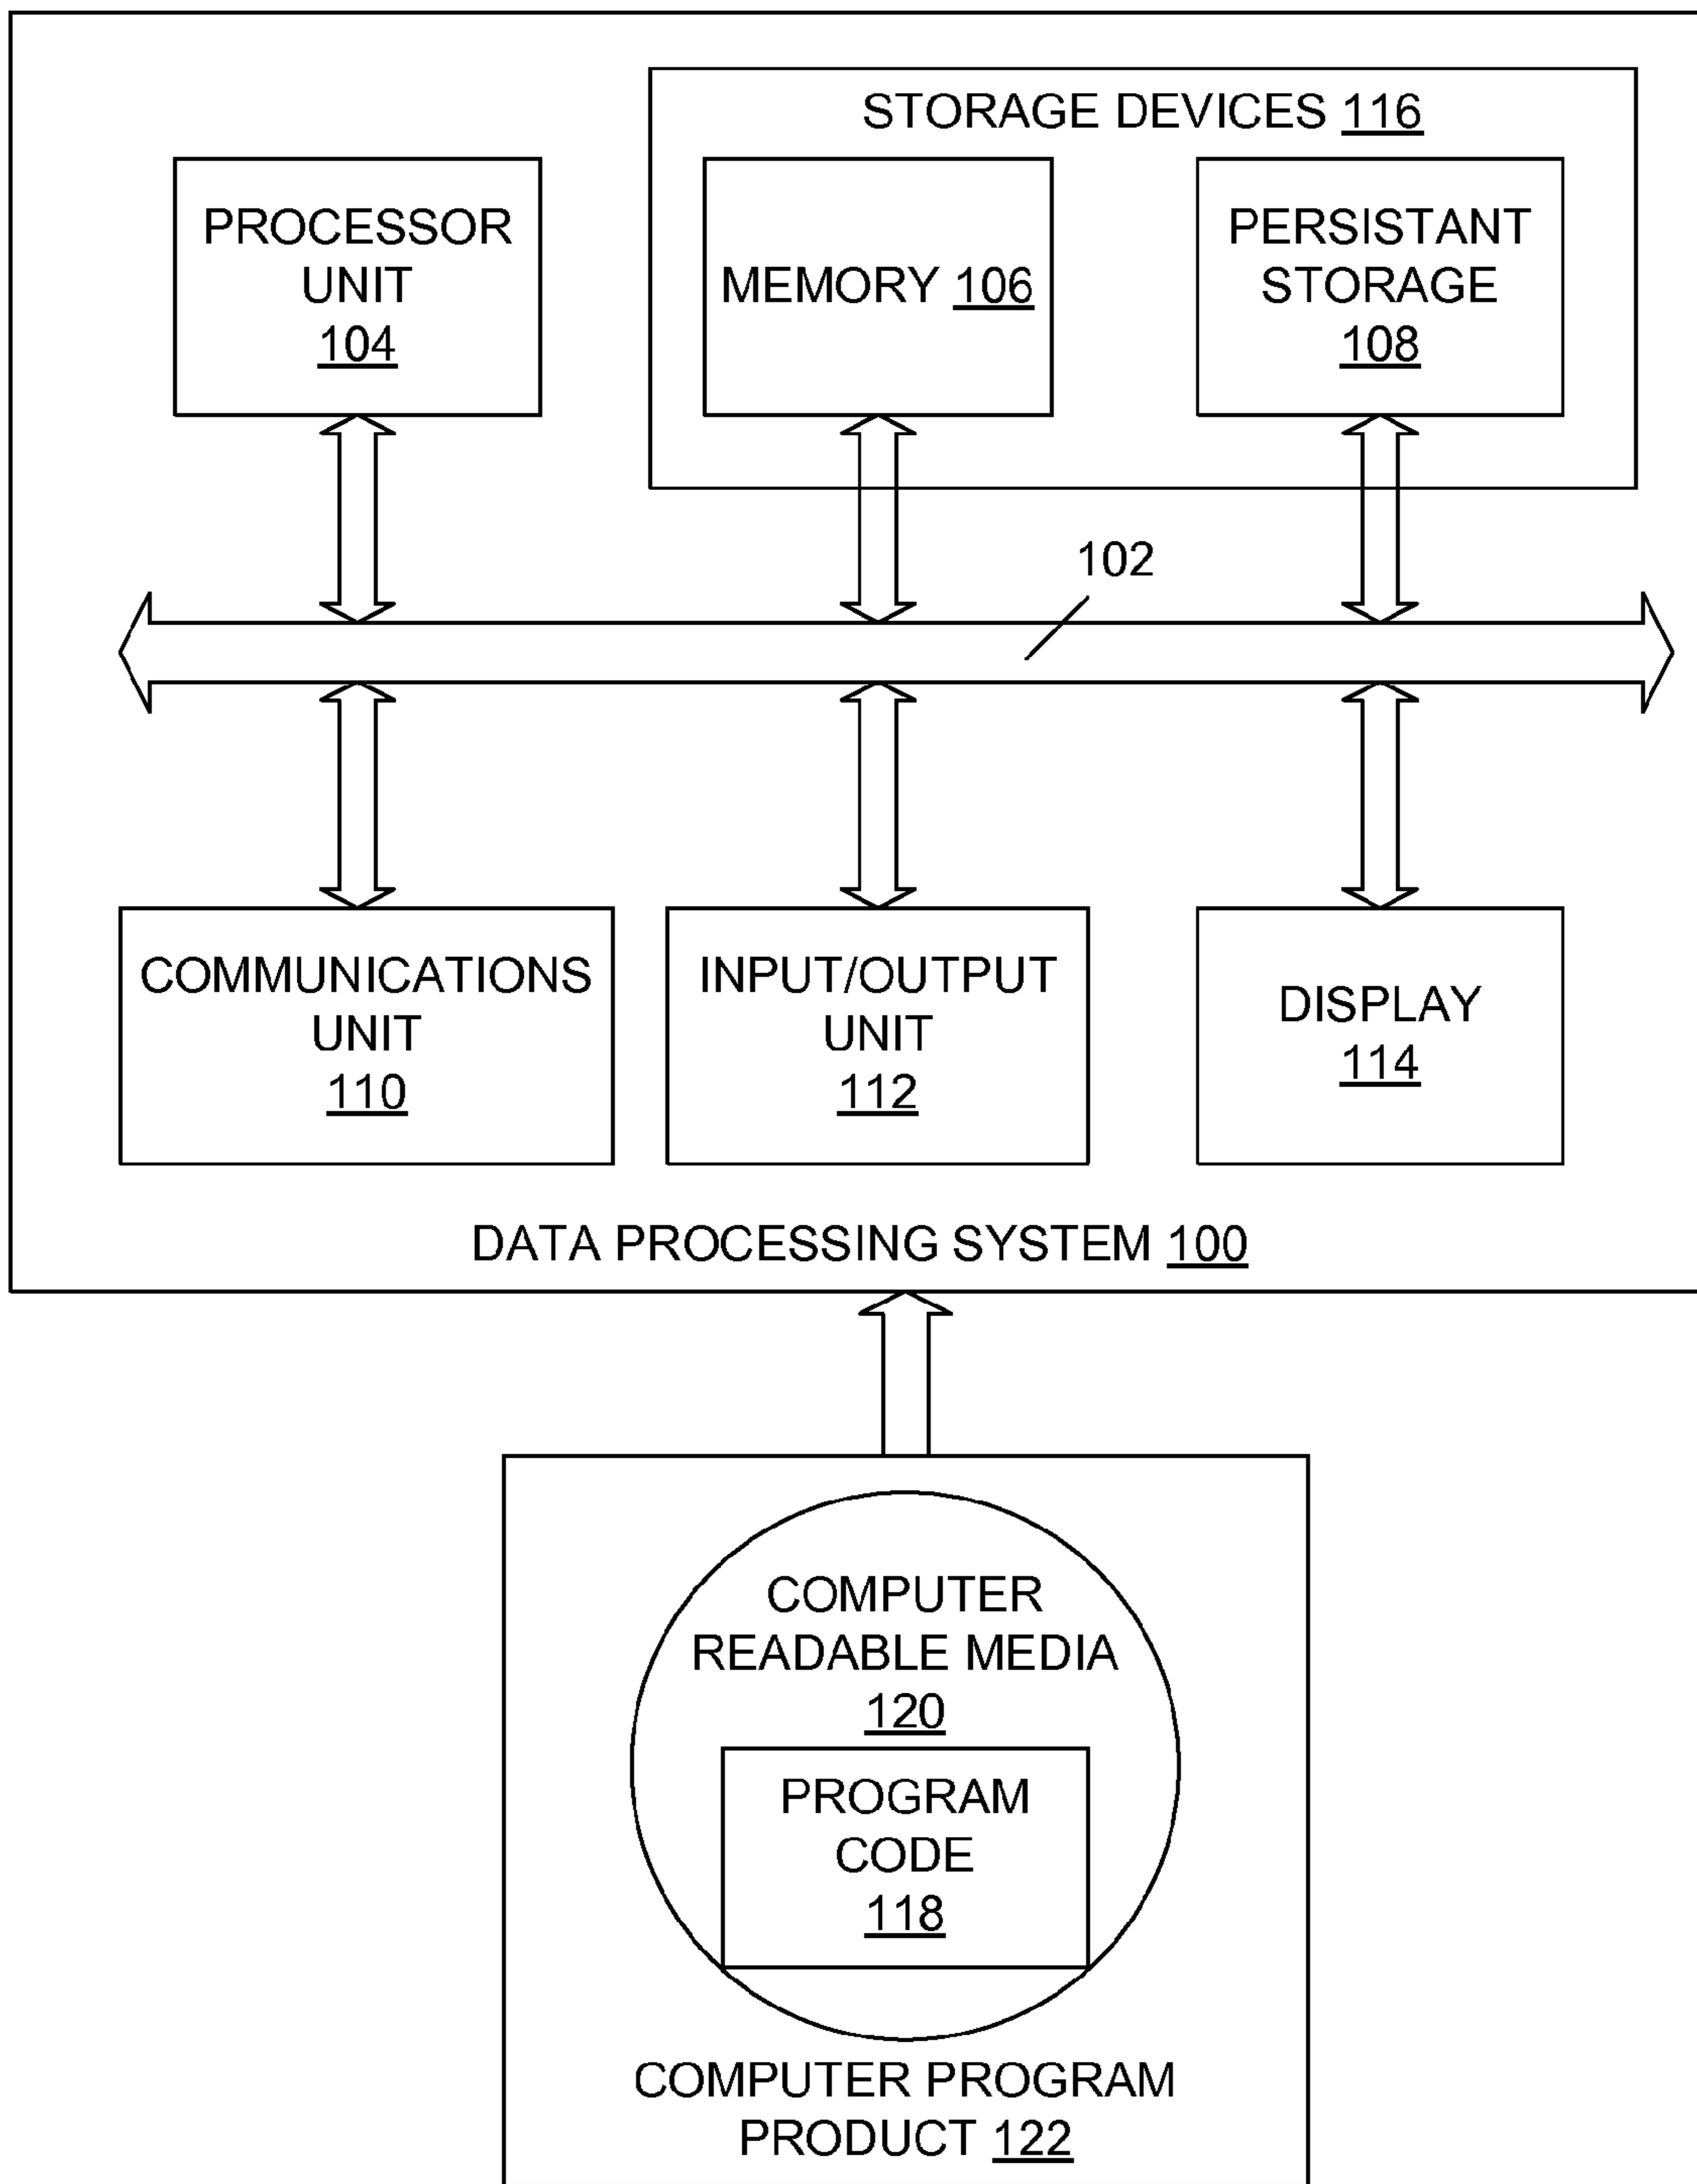 STORAGE DEVICES 116
PROCESSOR
UNIT
104
MEMORY 106
PERSISTANT
STORAGE
108
102
COMMUNICATIONS
UNIT
110
INPUT/OUTPUT
UNIT
112
DISPLAY
114
DATA PROCESSING SYSTEM 100
COMPUTER
READABLE MEDIA
120
PROGRAM
CODE
118
COMPUTER PROGRAM
PRODUCT 122